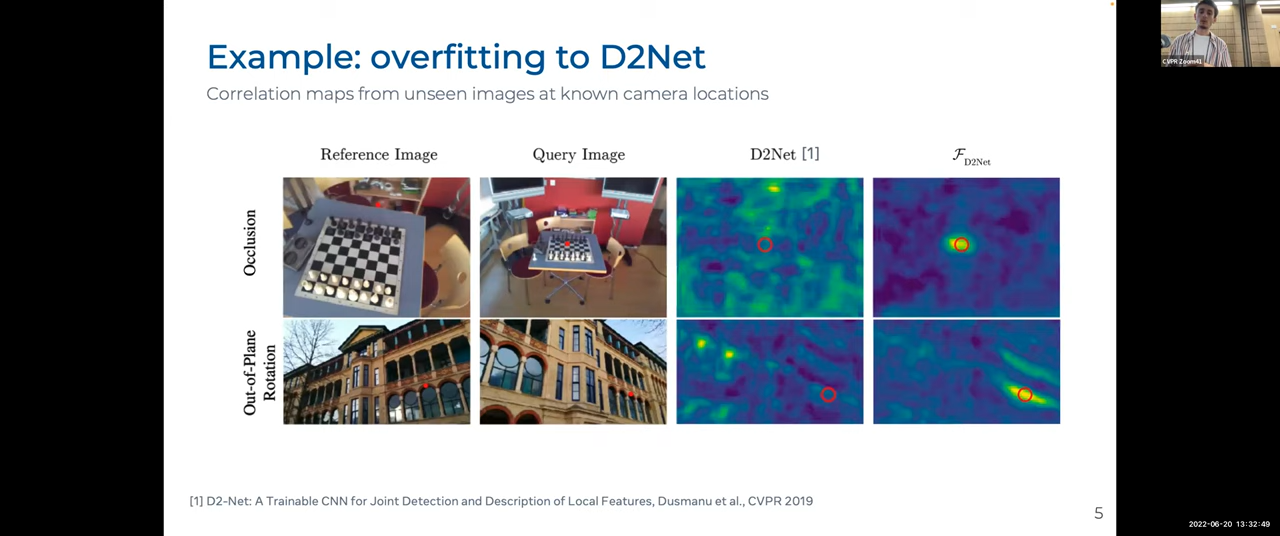 Example: overfitting to D2Net
Correlation maps from unseen images at known camera locations
Reference Image
Query Image
D2Net [1]
ℱ D2Net
Occlusion
Out-of-Plane
Rotation
[1] D2-Net: A Trainable CNN for Joint Detection and Description of Local Features, Dusmanu et al., CVPR 2019
5
CVPR Zoom41
2022-06-20 13:32:49